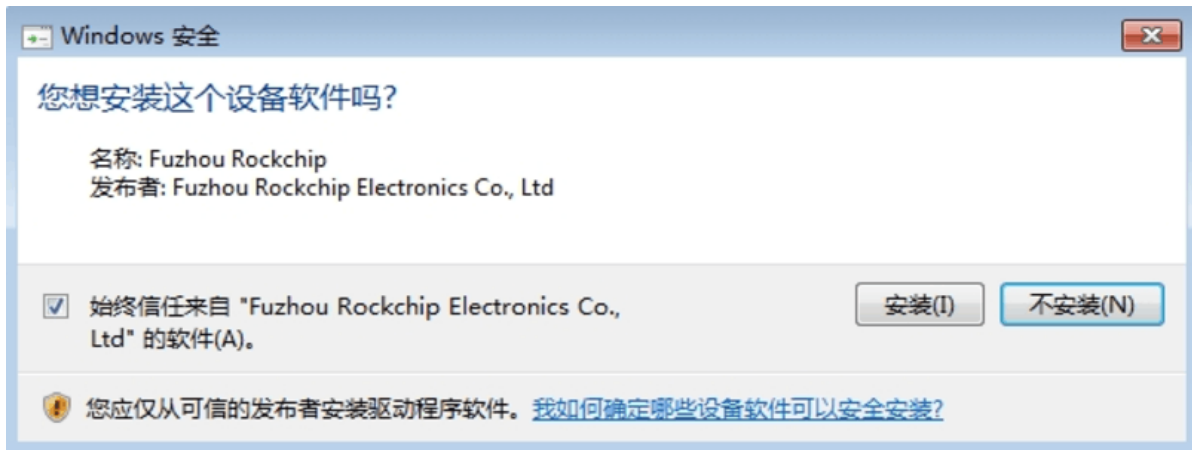 Windows 安全
您想安装这个设备软件吗?
名称: Fuzhou Rockchip
发布者: Fuzhou Rockchip Electronics Co., Ltd
始终信任来自 "Fuzhou Rockchip Electronics Co.,
Ltd" 的软件(A)。
安装(I)
不安装(N)
您应仅从可信的发布者安装驱动程序软件。我如何确定哪些设备软件可以安全安装?